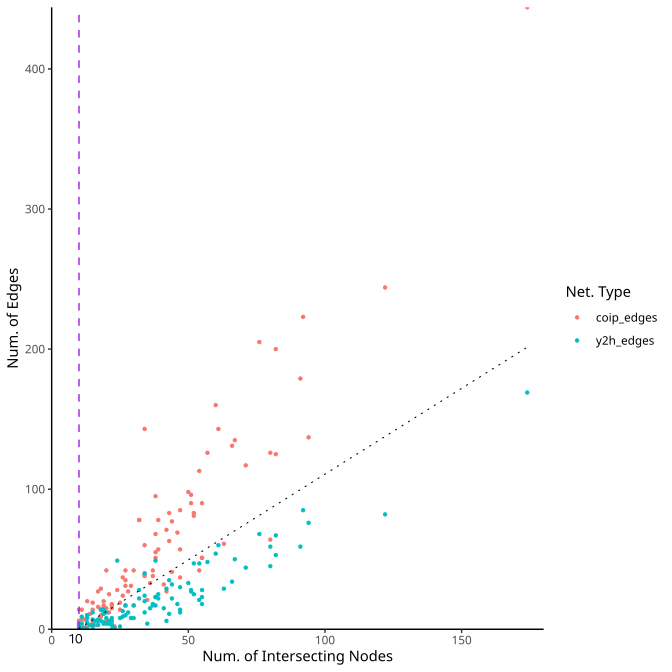 400
300
200
100
0
0
10
50
100
150
Num. of Edges
Num. of Intersecting Nodes
Net. Type
coip_edges
y2h_edges